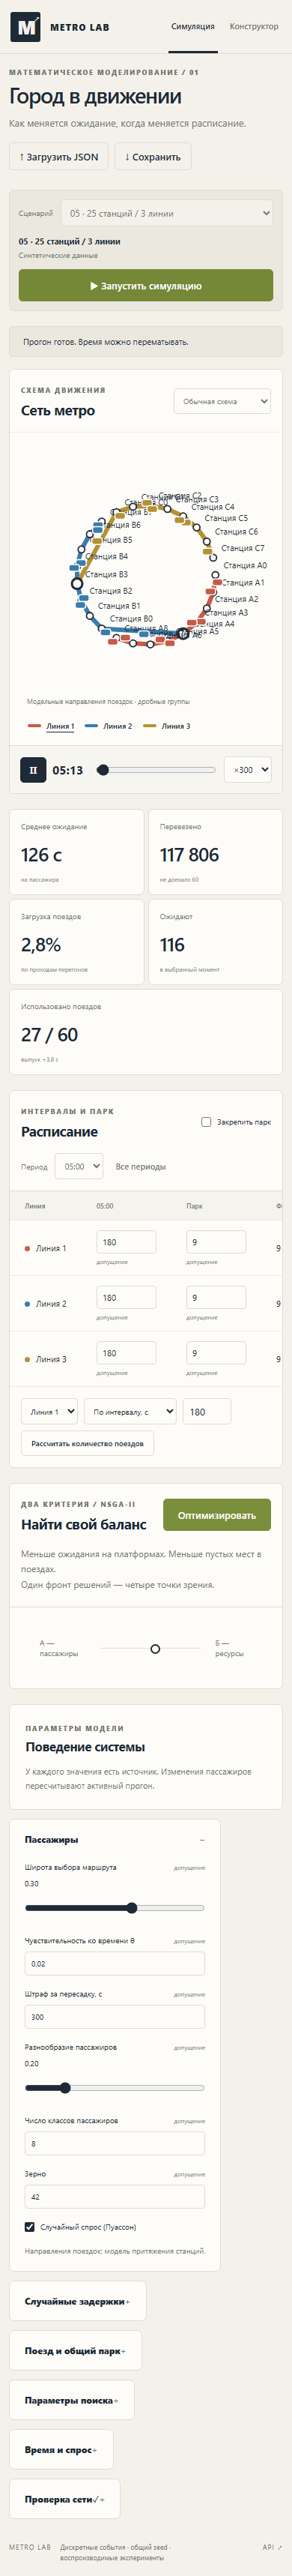 METRO LAB
Симуляция
Конструктор
МАТЕМАТИЧЕСКОЕ МОДЕЛИРОВАНИЕ / 01
Город в движении
Как меняется ожидание, когда меняется расписание.
↑ Загрузить JSON
↓ Сохранить
Сценарий
05 · 25 станций / 3 линии
05 · 25 станций / 3 линии
Синтетические данные
▶ Запустить симуляцию
Прогон готов. Время можно перематывать.
СХЕМА ДВИЖЕНИЯ
Сеть метро
Обычная схема
Станция C2
Станция C3
Станция C4
Станция C5
Станция B6
Станция C6
Станция C7
Станция B4
Станция A0
Станция B3
Станция A1
Станция B2
Станция A2
Станция B1
Станция A3
Станция B0
Модельные направления поездок · дробные группы
Линия 1
Линия 2
Линия 3
05:13
×300
Среднее ожидание
126 с
на пассажира
Перевезено
117 806
не доехало 60
Загрузка поездов
2,8%
по проходам перегонов
Ожидают
116
в выбранный момент
Использовано поездов
27 / 60
выпуск +3,8 с
ИНТЕРВАЛЫ И ПАРК
Расписание
Закрепить парк
Период
05:00
Все периоды
Линия
05:00
Парк
Линия 1
180
9
9
допущение
допущение
Линия 2
180
9
9
допущение
допущение
Линия 3
180
9
9
допущение
допущение
Линия 1
По интервалу, с
180
Рассчитать количество поездов
ДВА КРИТЕРИЯ / NSGA-II
Найти свой баланс
Оптимизировать
Меньше ожидания на платформах. Меньше пустых мест в
поездах.
Один фронт решений — четыре точки зрения.
А —
пассажиры
Б —
ресурсы
ПАРАМЕТРЫ МОДЕЛИ
Поведение системы
У каждого значения есть источник. Изменения пассажиров
пересчитывают активный прогон.
Пассажиры
−
Широта выбора маршрута
допущение
0,30
Чувствительность ко времени θ
допущение
0,02
Штраф за пересадку, с
допущение
300
Разнообразие пассажиров
допущение
0,20
Число классов пассажиров
допущение
8
Зерно
допущение
42
Случайный спрос (Пуассон)
Направления поездок: модель притяжения станций.
Случайные задержки+
Поезд и общий парк+
Параметры поиска+
Время и спрос+
Проверка сети✓+
METRO LAB
Дискретные события · общий seed ·
воспроизводимые эксперименты
API ↗